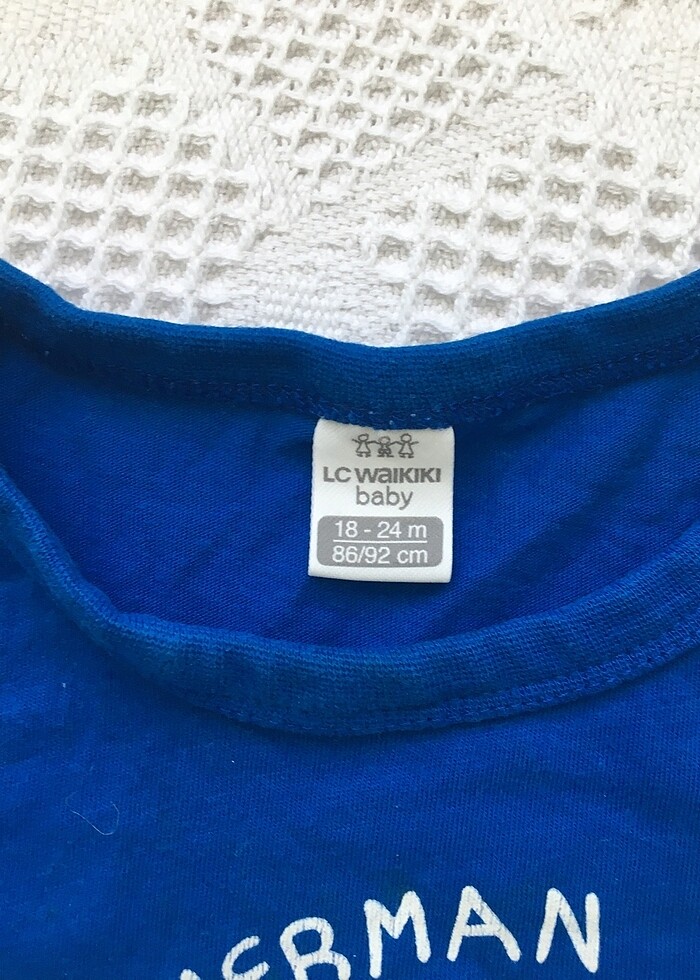 LC WAIKIKI
baby
18 - 24 m
86/92 cm